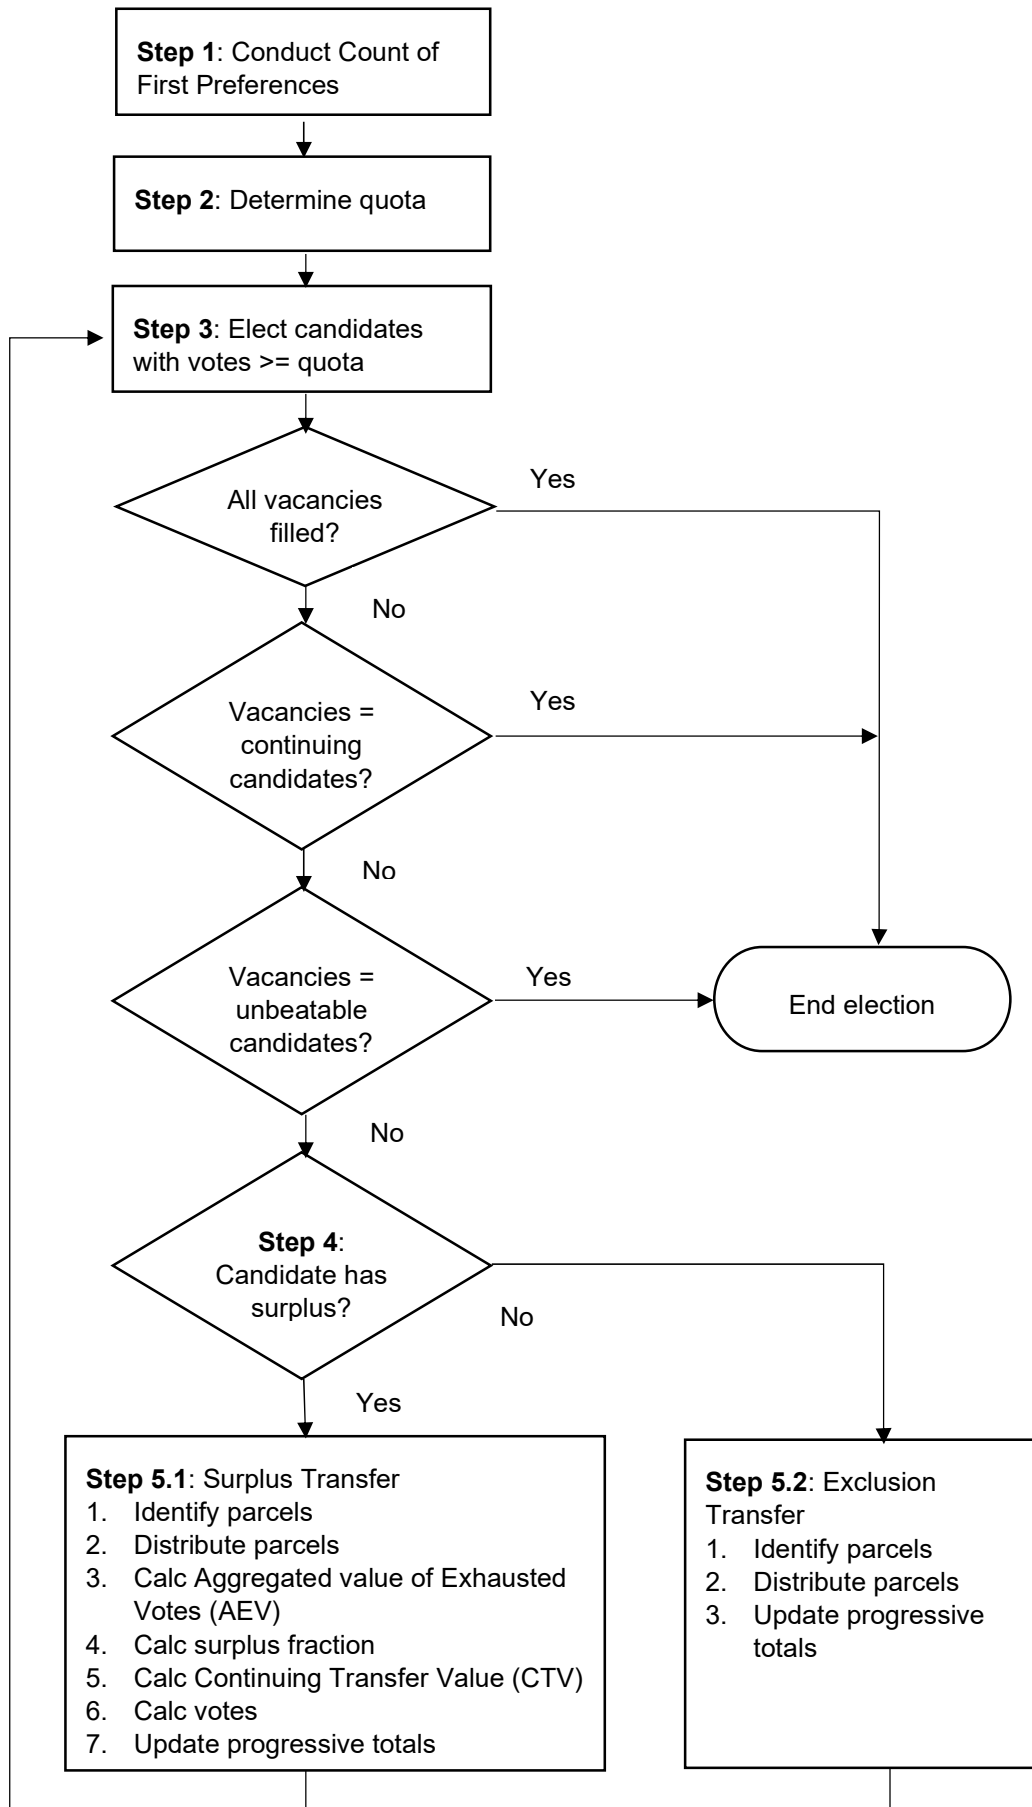 Step 1: Conduct Count of
First Preferences
Step 2: Determine quota
Step 3: Elect candidates
with votes >= quota
All vacancies
filled?
Yes
No
Vacancies =
continuing
candidates?
Yes
No
Vacancies =
unbeatable
candidates?
Yes
End election
No
Step 4:
Candidate has
surplus?
No
Yes
Step 5.1: Surplus Transfer
1. Identify parcels
2. Distribute parcels
3. Calc Aggregated value of Exhausted
Votes (AEV)
4. Calc surplus fraction
5. Calc Continuing Transfer Value (CTV)
6. Calc votes
7. Update progressive totals
Step 5.2: Exclusion
Transfer
1. Identify parcels
2. Distribute parcels
3. Update progressive
totals